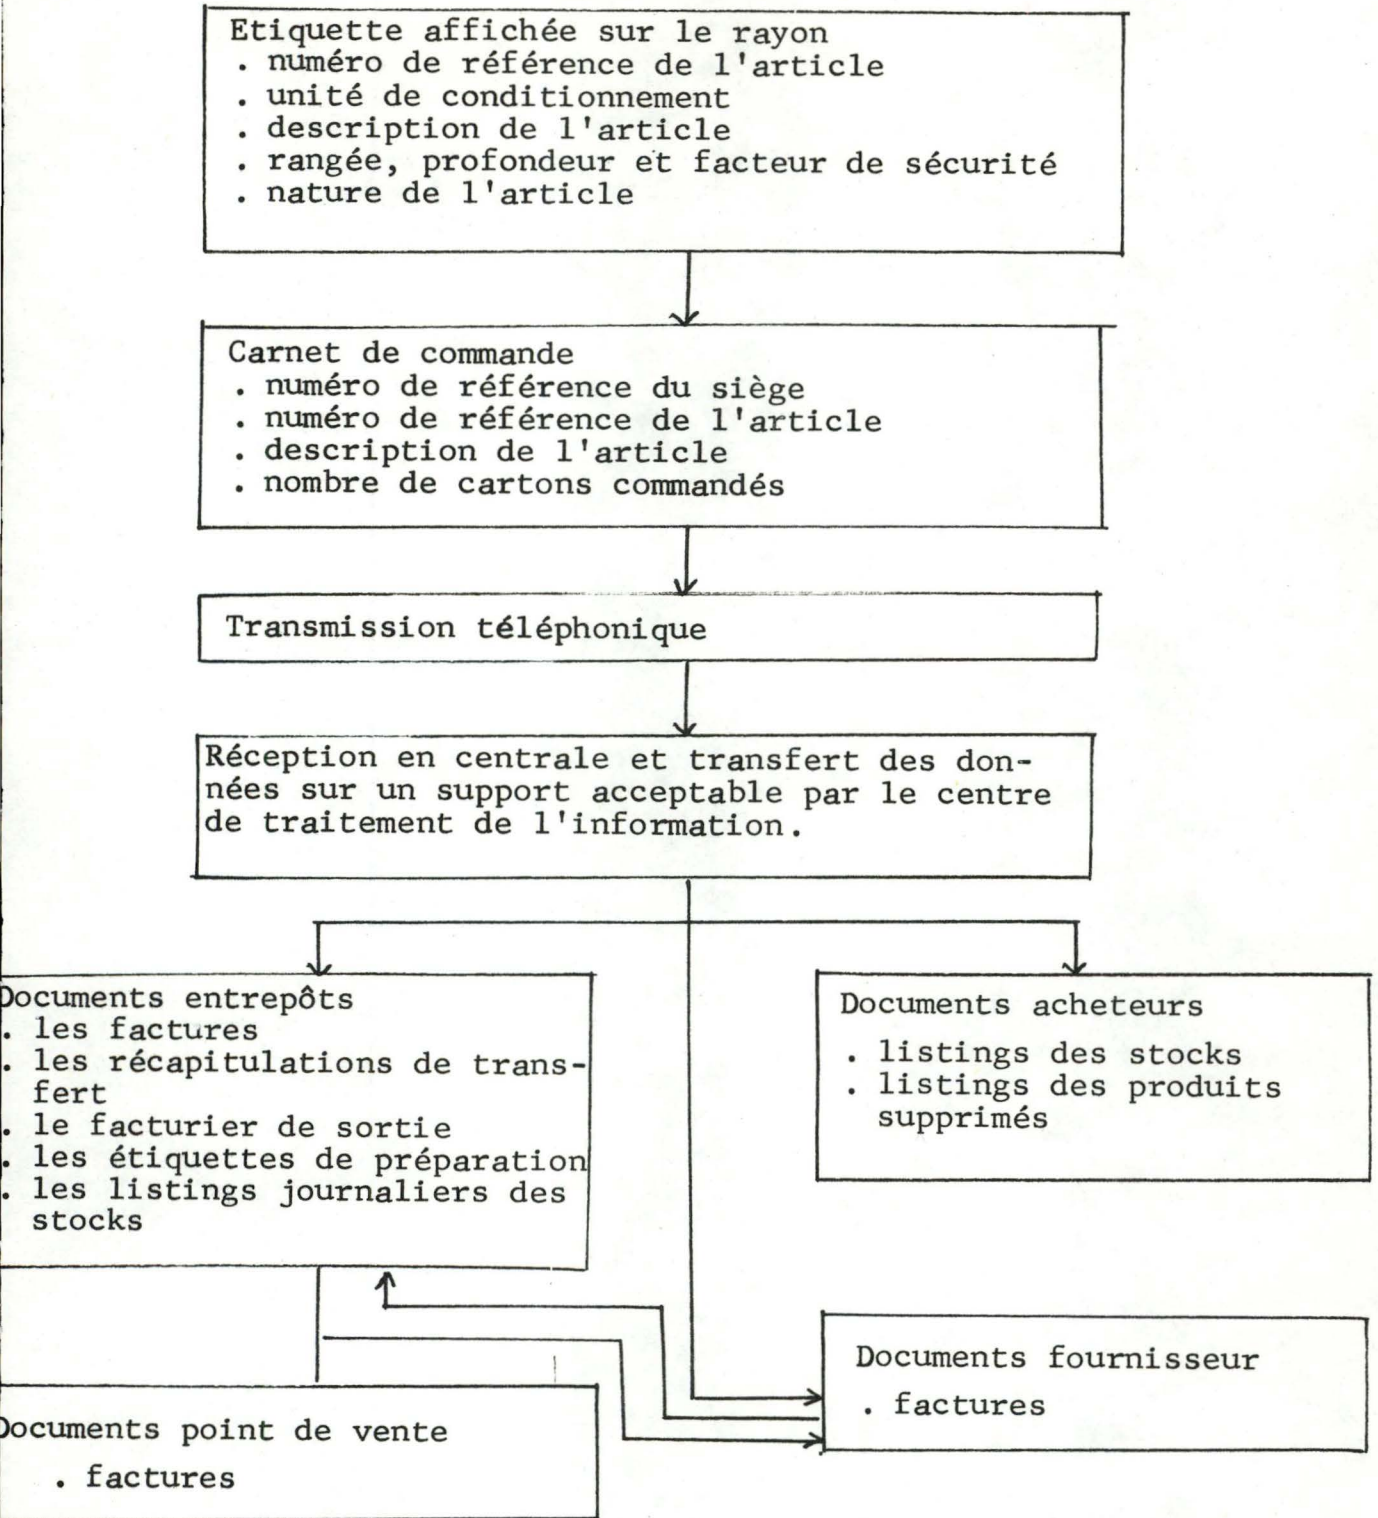 Etiquette affichée sur le rayon
. numéro de référence de l'article
. unité de conditionnement
. description de l'article
. rangée, profondeur et facteur de sécurité
. nature de l'article
Carnet de commande
. numéro de référence du siège
. numéro de référence de l'article
. description de l'article
. nombre de cartons commandés
Transmission téléphonique
Réception en centrale et transfert des don-
nées sur un support acceptable par le centre
de traitement de l'information.
Documents entrepôts
. les factures
. les récapitulations de trans-
fert
. le facturier de sortie
. les étiquettes de préparation
. les listings journaliers des
stocks
Documents acheteurs
. listings des stocks
. listings des produits
supprimés
Documents fournisseur
. factures
Documents point de vente
. factures